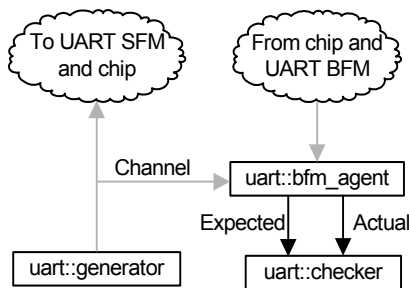 To UART SFM
and chip
From chip and
UART BFM
Channel
uart::bfm_agent
Expected
Actual
uart::generator
uart::checker